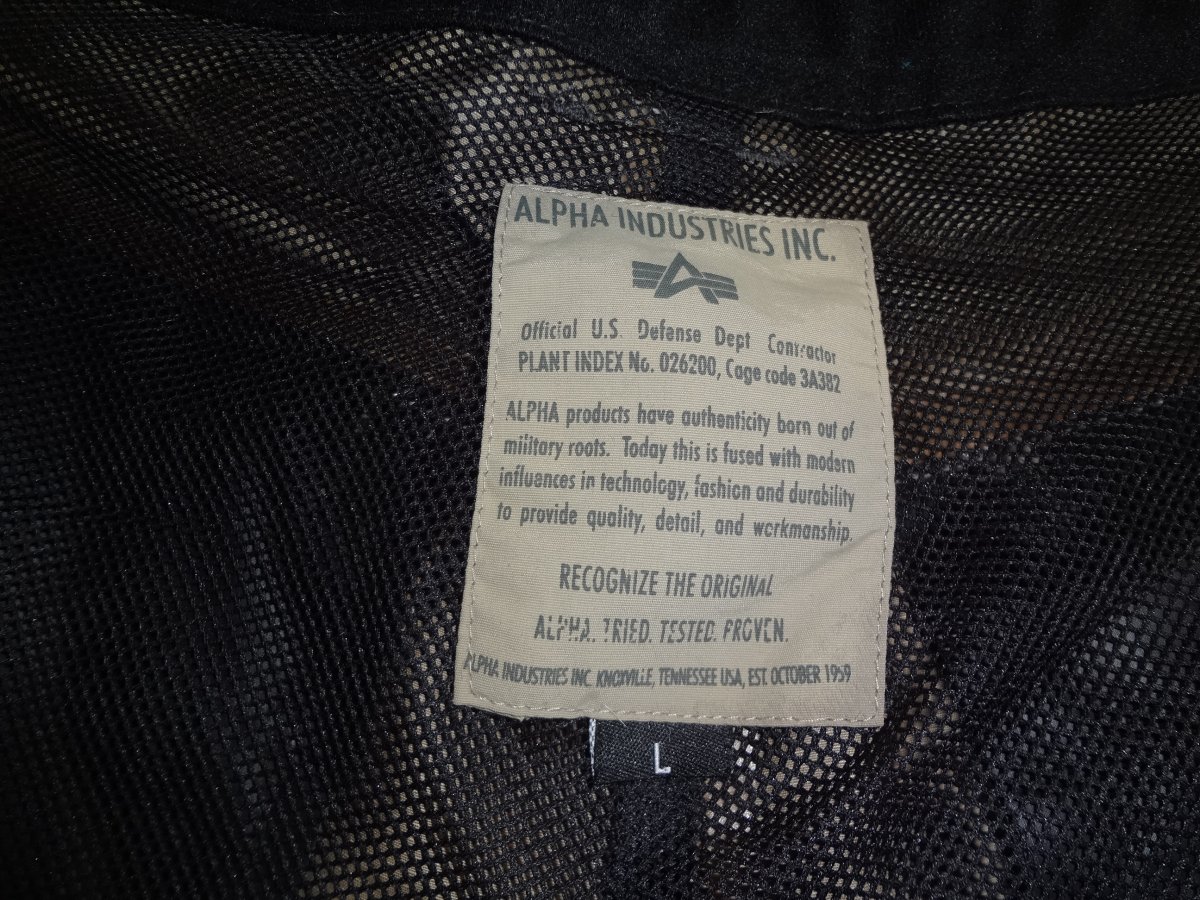 ALPHA INDUSTRIES INC.
Official U.S. Defense Dept Contractor
PLANT INDEX No. 026200, Cage code 3A382
ALPHA products have authenticity born out of
military roots. Today this is fused with modern
influences in technology, fashion and durability
to provide quality, detail, and workmanship.
RECOGNIZE THE ORIGINAL
ALPHA. TRIED. TESTED. PROVEN.
ALPHA INDUSTRIES INC. KNOXVILLE, TENNESSEE USA, EST. OCTOBER 1959
L